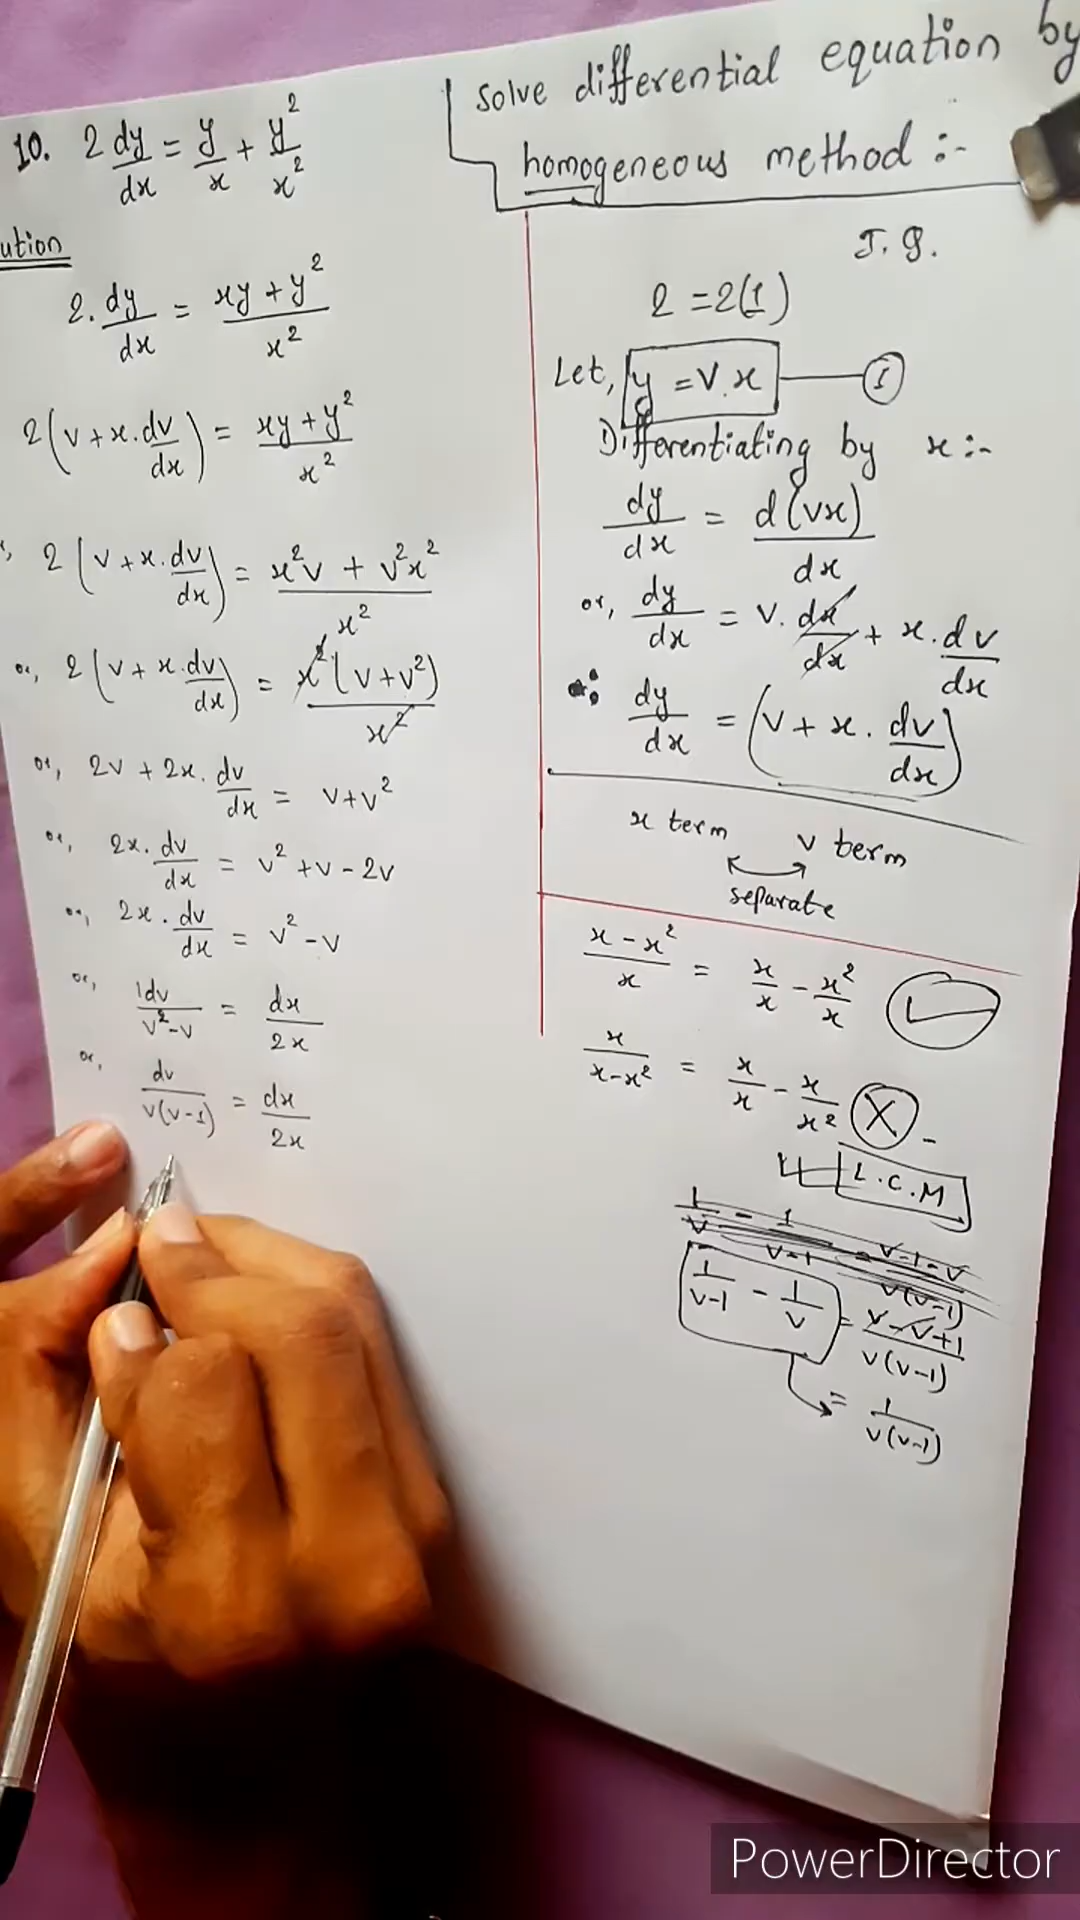 solve differential equation by
homogeneous method :-
10. 2 dy/dx = y/x + y²/x²
ution
2. dy/dx = xy + y² / x²
2(v + x. dv/dx) = xy + y² / x²
2(v + x. dv/dx) = x²v + v²x² / x²
or, 2(v + x. dv/dx) = x²(v + v²) / x²
or, 2v + 2x. dv/dx = v + v²
or, 2x. dv/dx = v² + v - 2v
or, 2x. dv/dx = v² - v
or, 1dv / v² - v = dx / 2x
or, dv / v(v-1) = dx / 2x
2 = 2(1)
Let, y = v.x — (1)
Differentiating by x :-
dy/dx = d(vx)/dx
or, dy/dx = v. dx/dx + x. dv/dx
∴ dy/dx = (v + x. dv/dx)
x term v term
separate
x - x² / x = x/x - x²/x ✓
x / x - x² = x/x - x/x² X
L.C.M
1/v - 1/v-1 = v-1-v / v(v-1)
1/v-1 - 1/v = v-v+1 / v(v-1)
= 1 / v(v-1)
PowerDirector